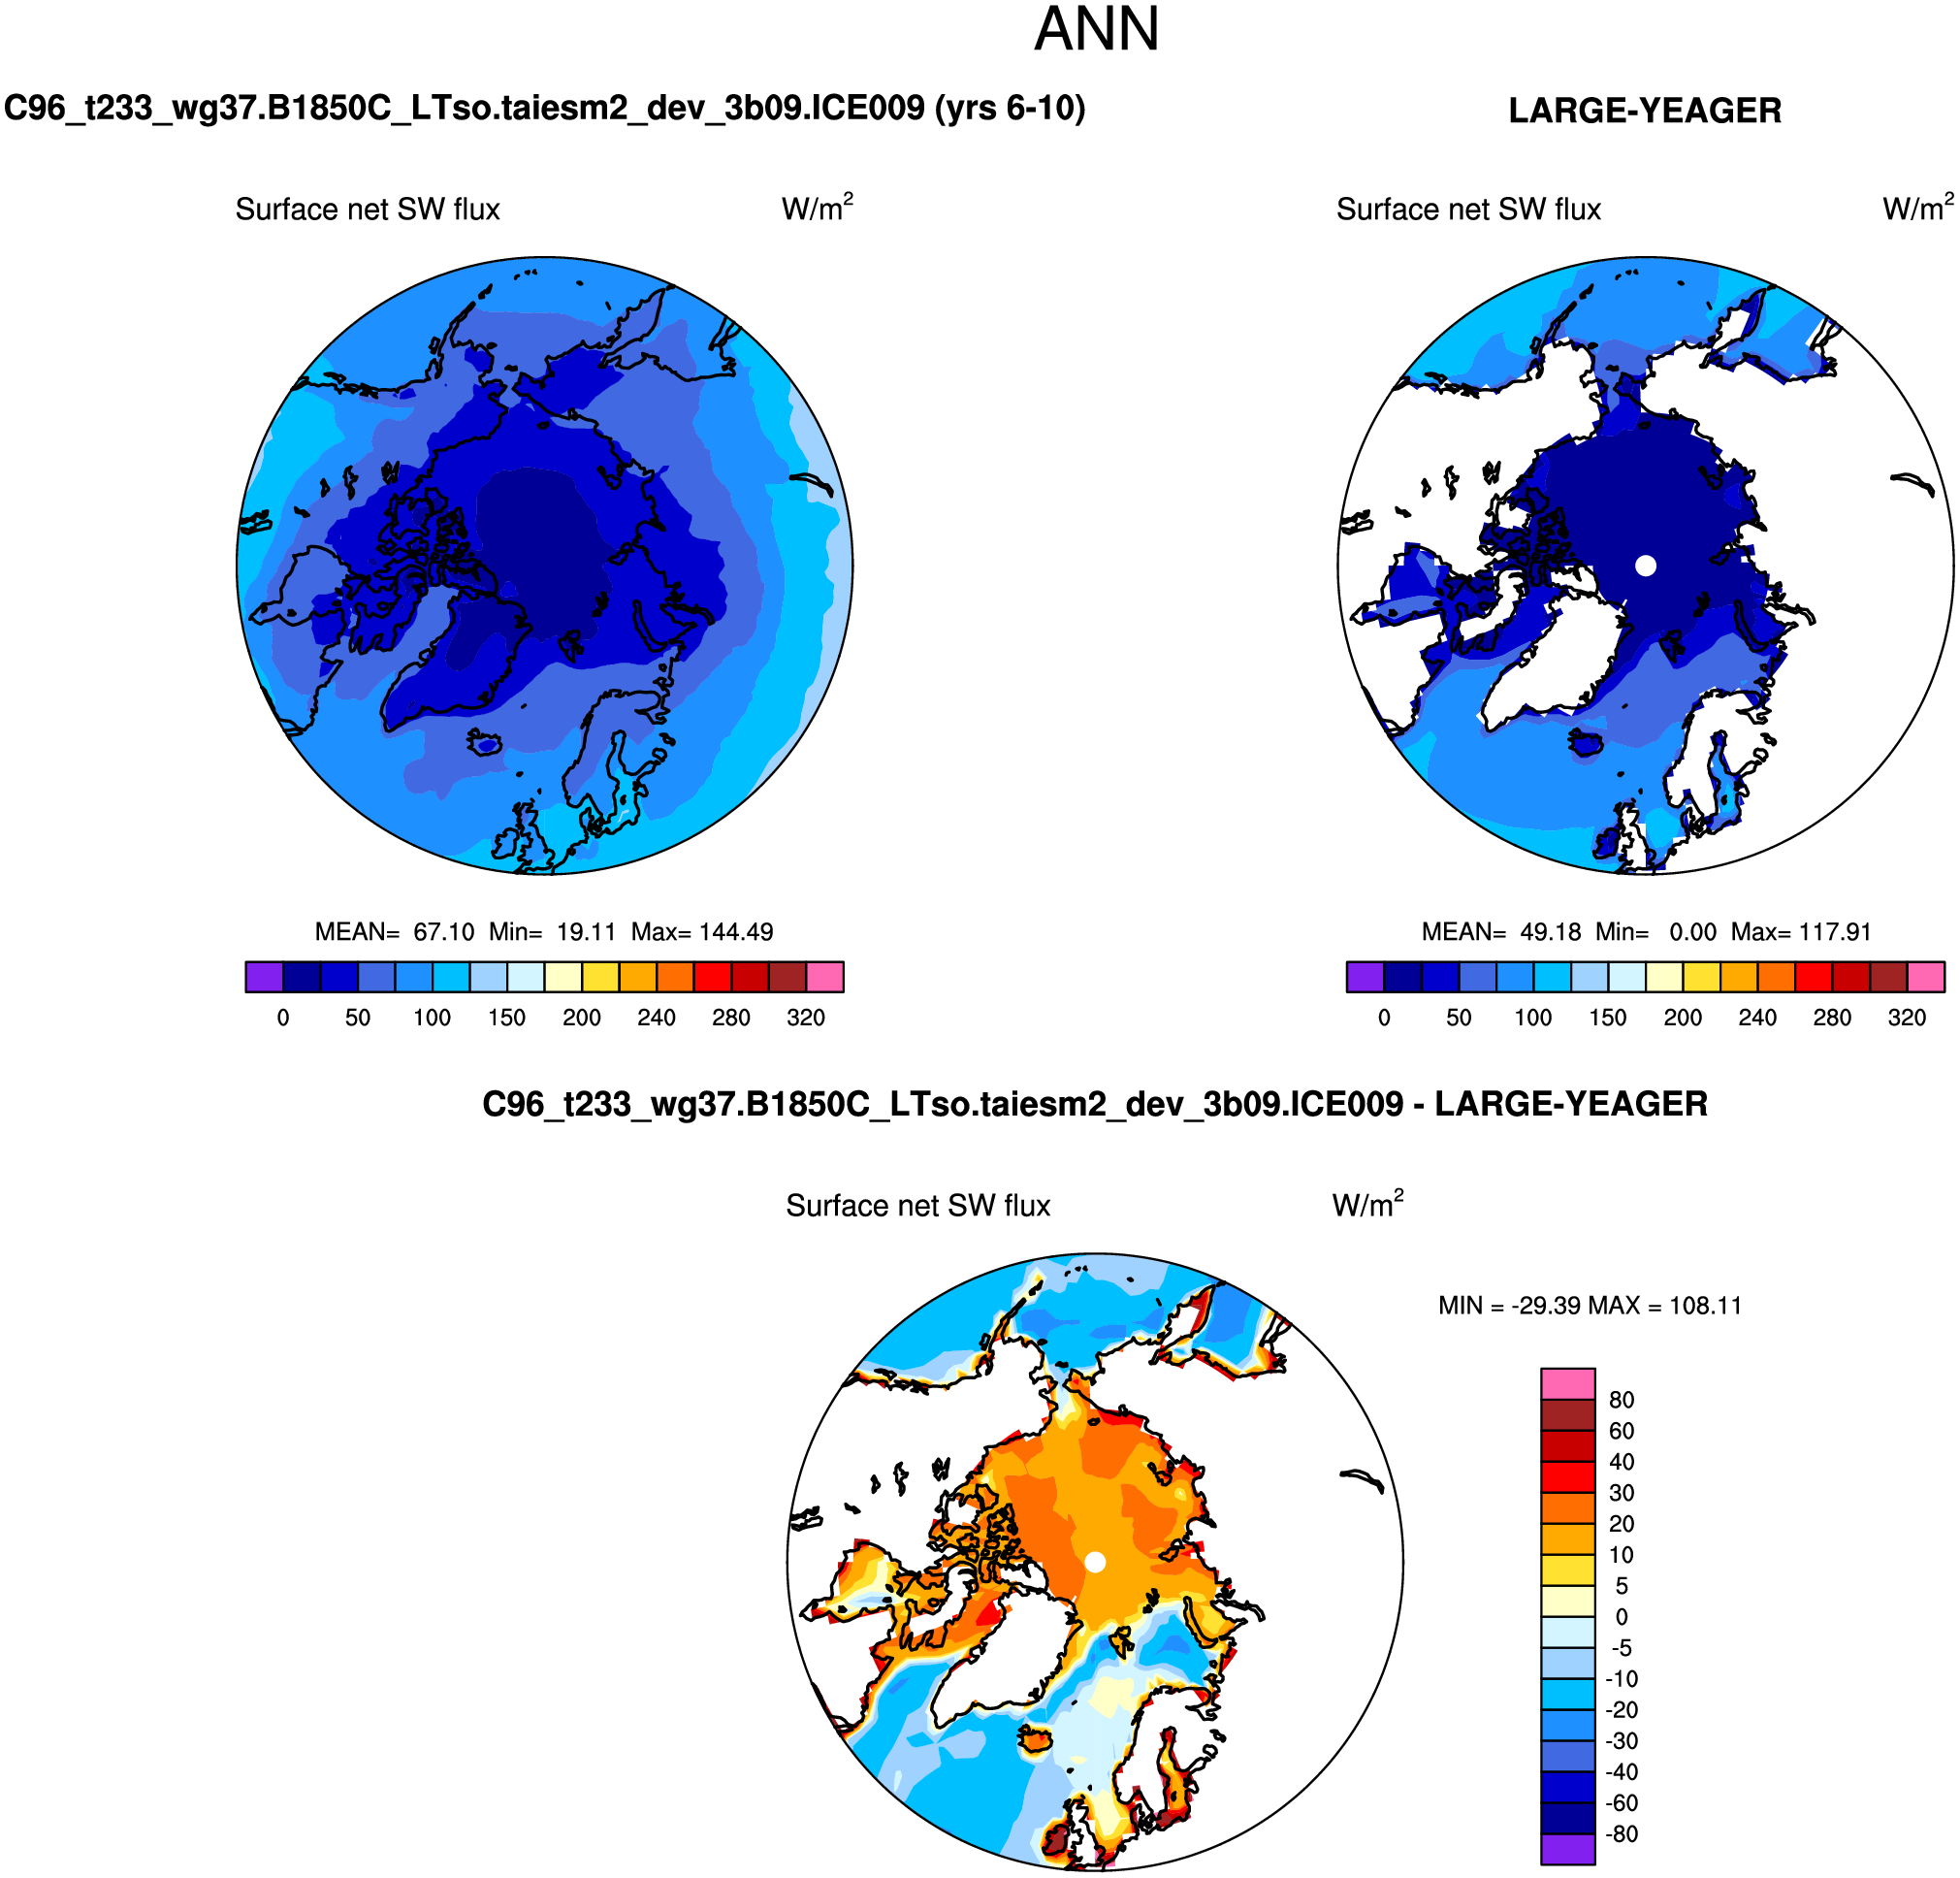 ANN
C96_t233_wg37.B1850C_LTso.taiesm2_dev_3b09.ICE009 (yrs 6-10)
LARGE-YEAGER
Surface net SW flux W/m2
Surface net SW flux W/m2
MEAN= 67.10 Min= 19.11 Max= 144.49
MEAN= 49.18 Min= 0.00 Max= 117.91
0 50 100 150 200 240 280 320
0 50 100 150 200 240 280 320
C96_t233_wg37.B1850C_LTso.taiesm2_dev_3b09.ICE009 - LARGE-YEAGER
Surface net SW flux W/m2
MIN = -29.39 MAX = 108.11
80
60
40
30
20
10
5
0
-5
-10
-20
-30
-40
-60
-80